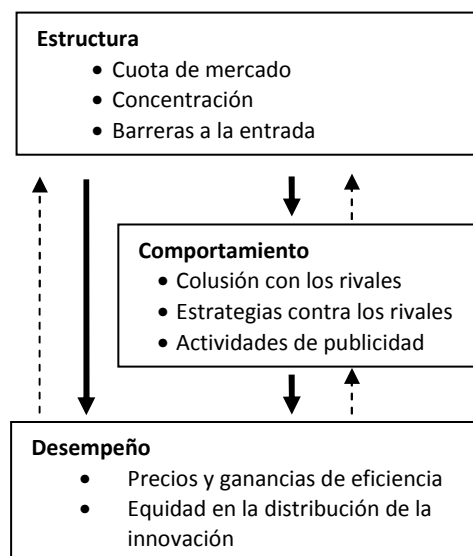 Estructura
• Cuota de mercado
• Concentración
• Barreras a la entrada
Comportamiento
• Colusión con los rivales
• Estrategias contra los rivales
• Actividades de publicidad
Desempeño
• Precios y ganancias de eficiencia
• Equidad en la distribución de la
innovación